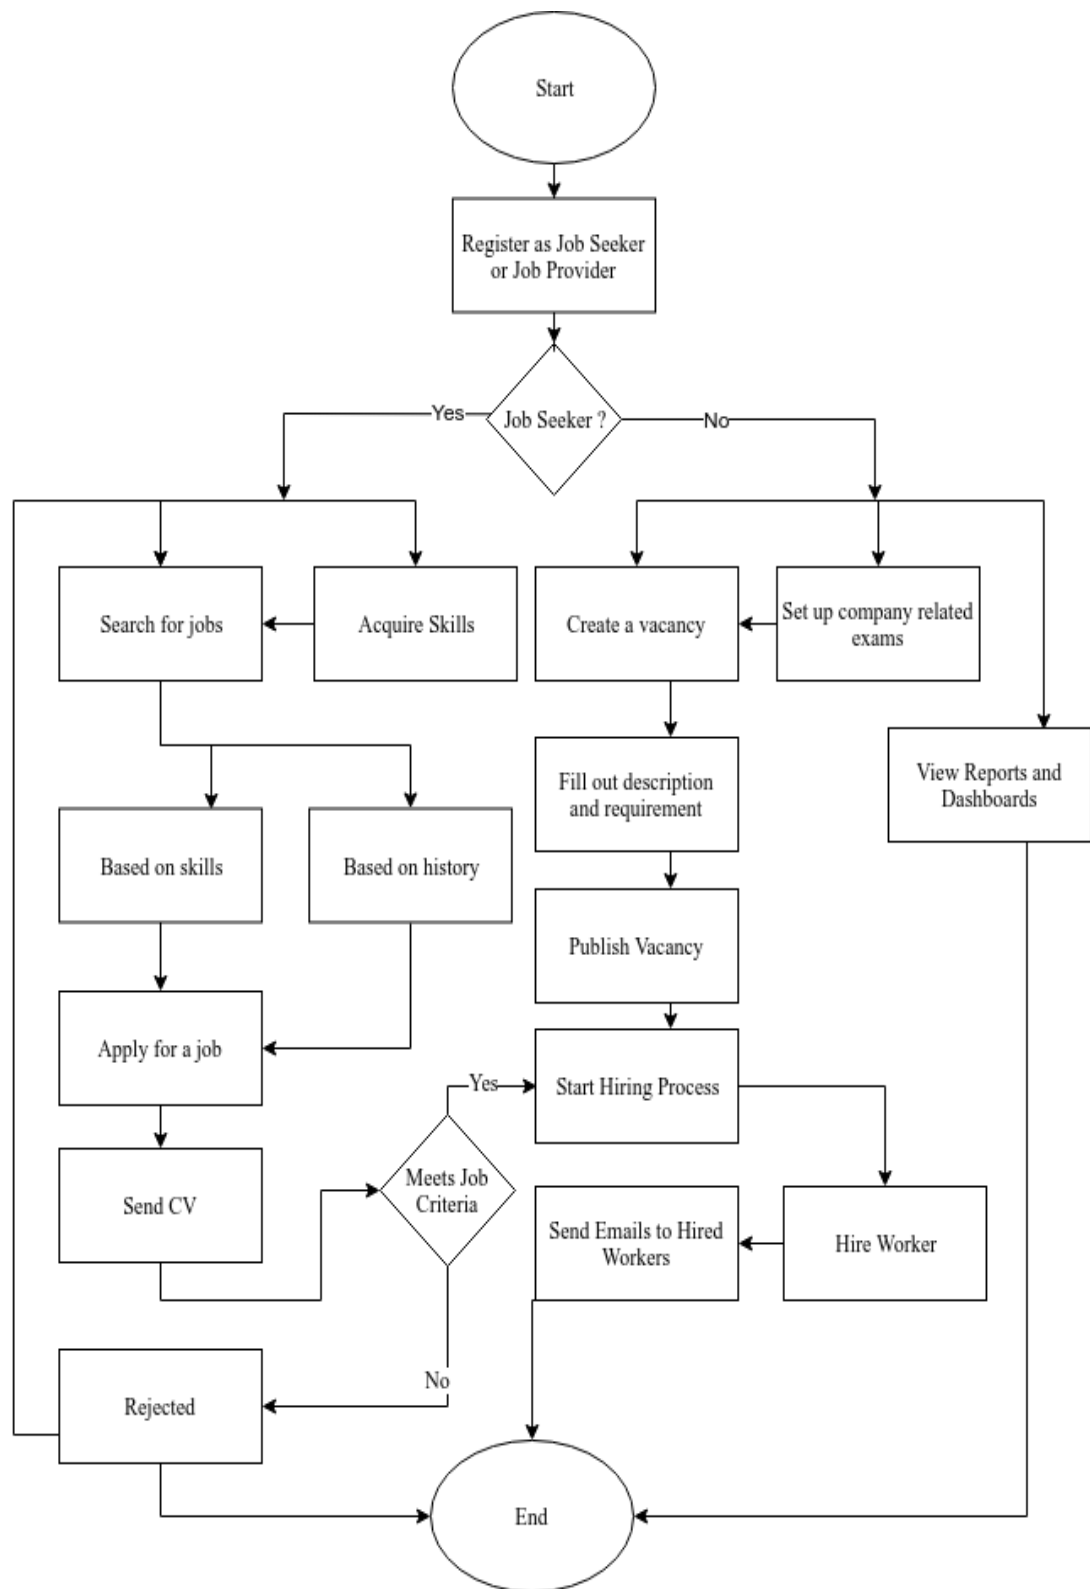 Start
Register as Job Seeker
or Job Provider
Job Seeker ?
Yes
No
Search for jobs
Acquire Skills
Create a vacancy
Set up company related
exams
Fill out description
and requirement
View Reports and
Dashboards
Based on skills
Based on history
Publish Vacancy
Apply for a job
Start Hiring Process
Yes
Meets Job
Criteria
Send CV
Send Emails to Hired
Workers
Hire Worker
No
Rejected
End